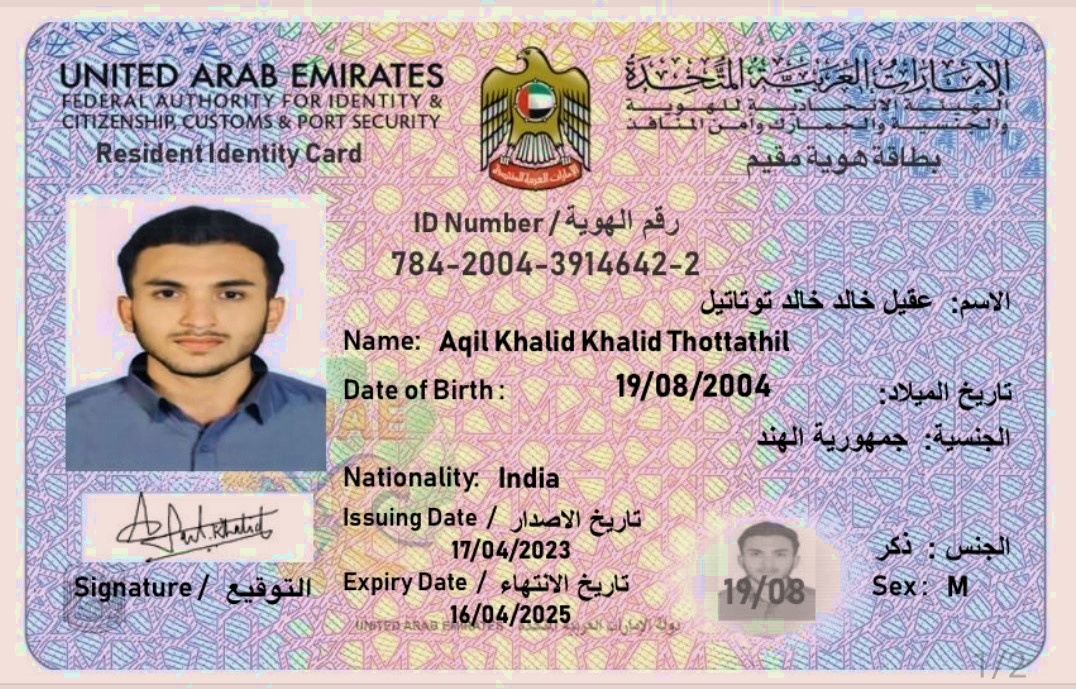 UNITED ARAB EMIRATES
FEDERAL AUTHORITY FOR IDENTITY &
CITIZENSHIP, CUSTOMS & PORT SECURITY
Resident Identity Card
الإمارات العربية المتحدة
الهيئة الاتحادية للهوية
والجنسية والجمارك وأمن المنافذ
بطاقة هوية مقيم
ID Number / رقم الهوية
784-2004-3914642-2
الاسم: عقيل خالد خالد توتاتيل
Name: Aqil Khalid Khalid Thottathil
Date of Birth : 19/08/2004 تاريخ الميلاد:
الجنسية: جمهورية الهند
Nationality: India
Issuing Date / تاريخ الاصدار
17/04/2023
Expiry Date / تاريخ الانتهاء
16/04/2025
الجنس : ذكر
Sex : M
19/08
Signature / التوقيع
UNITED ARAB EMIRATES دولة الإمارات العربية المتحدة
UAE
1/2